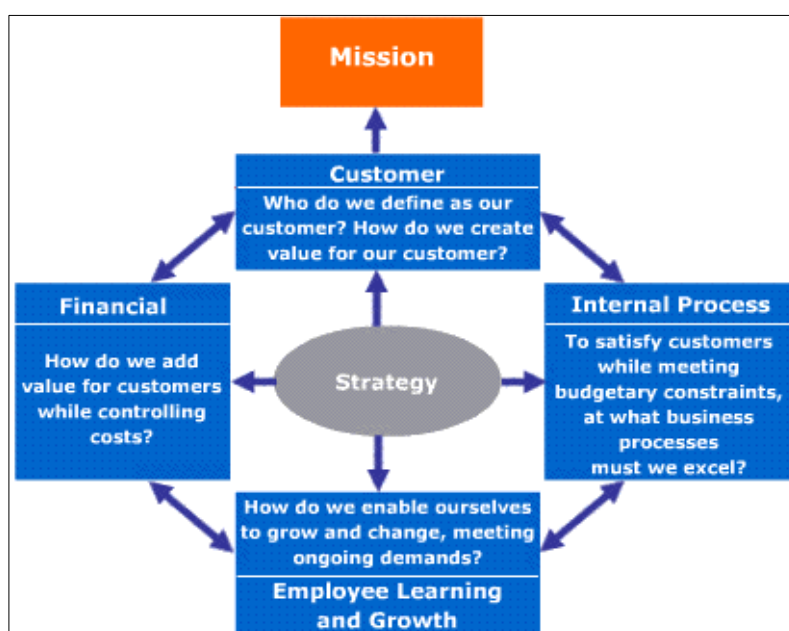 Mission
Customer
Who do we define as our
customer? How do we create
value for our customer?
Financial
How do we add
value for customers
while controlling
costs?
Strategy
Internal Process
To satisfy customers
while meeting
budgetary constraints,
at what business
processes
must we excel?
How do we enable ourselves
to grow and change, meeting
ongoing demands?
Employee Learning
and Growth